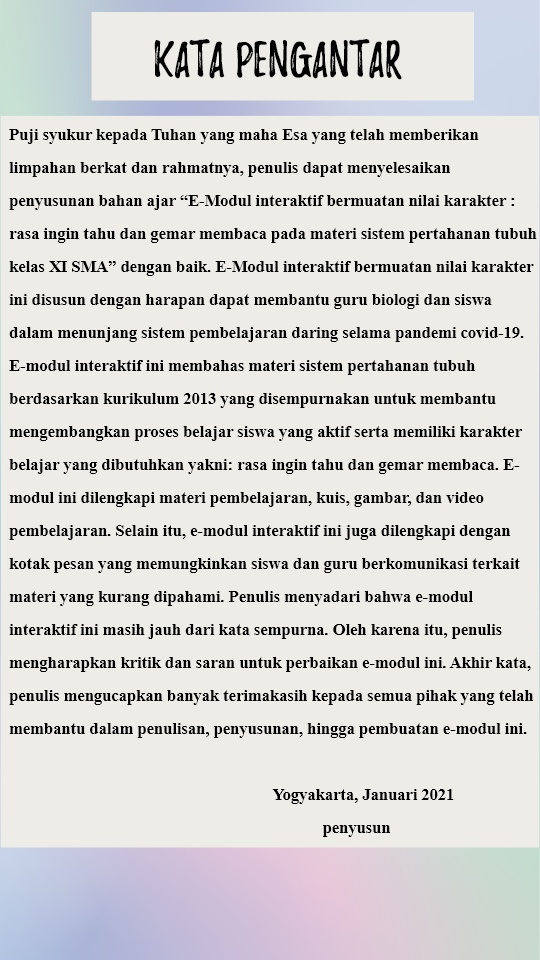 KATA PENGANTAR
Puji syukur kepada Tuhan yang maha Esa yang telah memberikan
limpahan berkat dan rahmatnya, penulis dapat menyelesaikan
penyusunan bahan ajar “E-Modul interaktif bermuatan nilai karakter :
rasa ingin tahu dan gemar membaca pada materi sistem pertahanan tubuh
kelas XI SMA” dengan baik. E-Modul interaktif bermuatan nilai karakter
ini disusun dengan harapan dapat membantu guru biologi dan siswa
dalam menunjang sistem pembelajaran daring selama pandemi covid-19.
E-modul interaktif ini membahas materi sistem pertahanan tubuh
berdasarkan kurikulum 2013 yang disempurnakan untuk membantu
mengembangkan proses belajar siswa yang aktif serta memiliki karakter
belajar yang dibutuhkan yakni: rasa ingin tahu dan gemar membaca. E-
modul ini dilengkapi materi pembelajaran, kuis, gambar, dan video
pembelajaran. Selain itu, e-modul interaktif ini juga dilengkapi dengan
kotak pesan yang memungkinkan siswa dan guru berkomunikasi terkait
materi yang kurang dipahami. Penulis menyadari bahwa e-modul
interaktif ini masih jauh dari kata sempurna. Oleh karena itu, penulis
mengharapkan kritik dan saran untuk perbaikan e-modul ini. Akhir kata,
penulis mengucapkan banyak terimakasih kepada semua pihak yang telah
membantu dalam penulisan, penyusunan, hingga pembuatan e-modul ini.
Yogyakarta, Januari 2021
penyusun